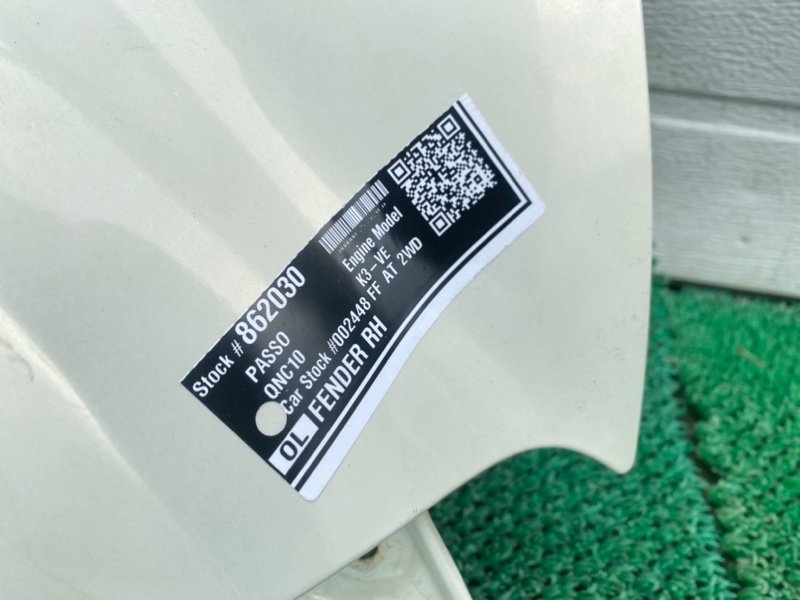 Stock # 862030
PASSO
QNC10
Engine Model
K3-VE
Car Stock #002448 FF AT 2WD
OL FENDER RH